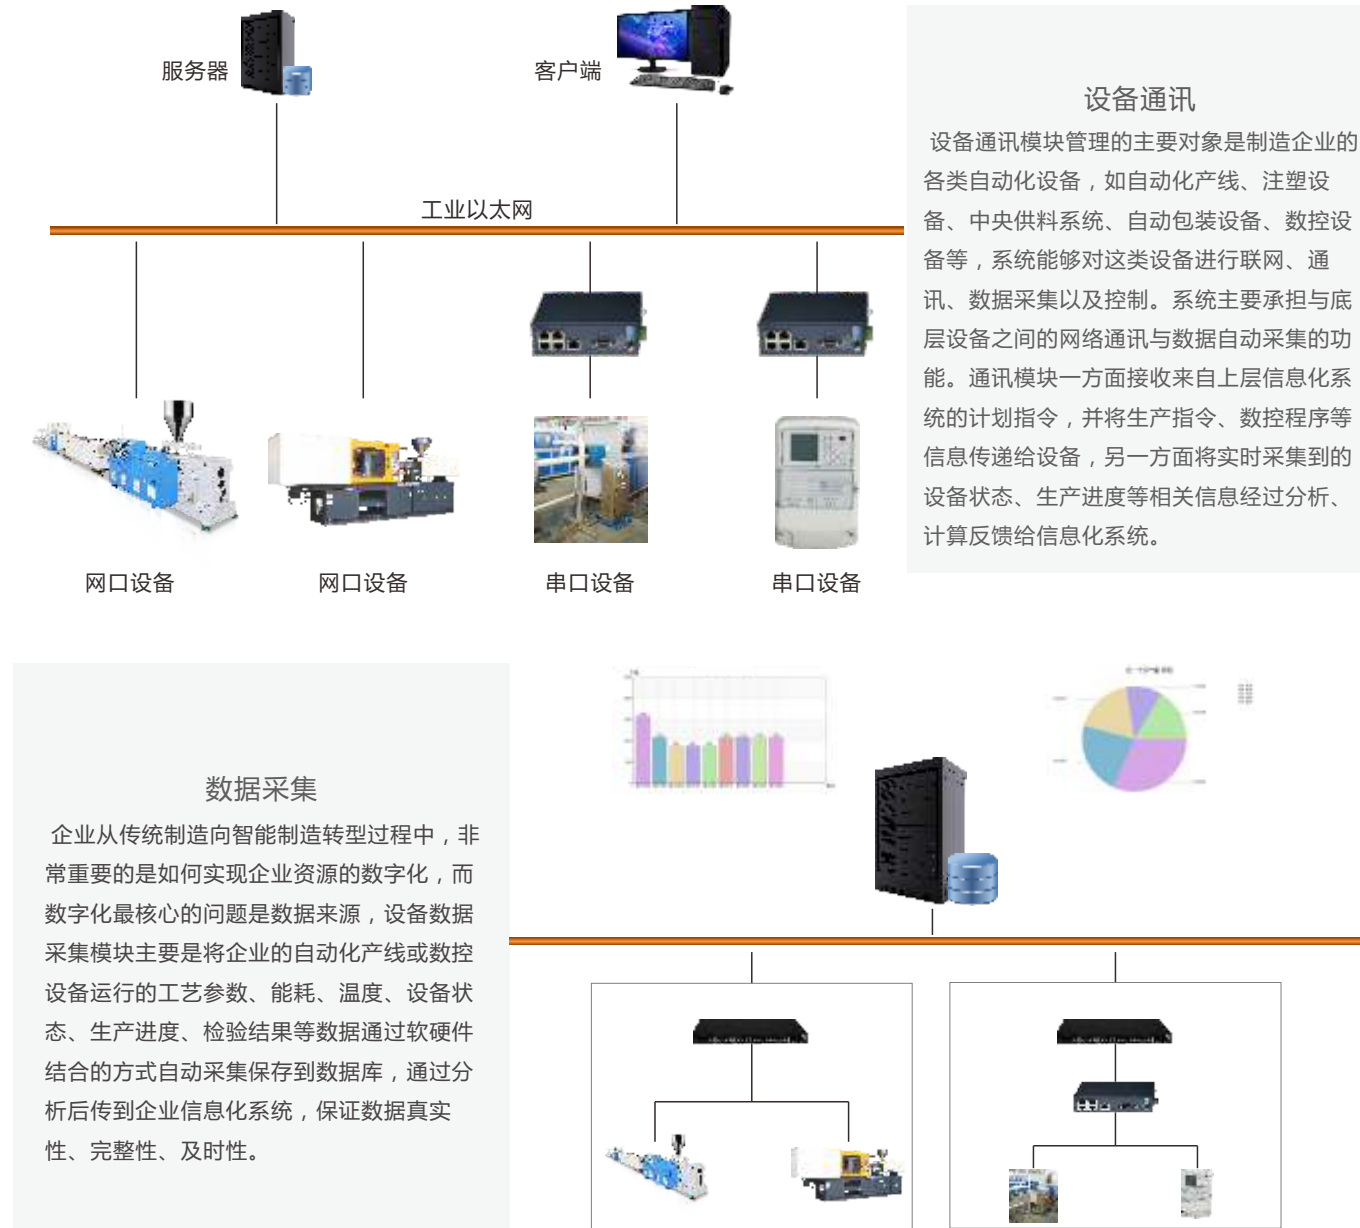 服务器
客户端
工业以太网
网口设备
网口设备
串口设备
串口设备
设备通讯
设备通讯模块管理的主要对象是制造企业的
各类自动化设备，如自动化产线、注塑设
备、中央供料系统、自动包装设备、数控设
备等，系统能够对这类设备进行联网、通
讯、数据采集以及控制。系统主要承担与底
层设备之间的网络通讯与数据自动采集的功
能。通讯模块一方面接收来自上层信息化系
统的计划指令，并将生产指令、数控程序等
信息传递给设备，另一方面将实时采集到的
设备状态、生产进度等相关信息经过分析、
计算反馈给信息化系统。
数据采集
企业从传统制造向智能制造转型过程中，非
常重要的是如何实现企业资源的数字化，而
数字化最核心的问题是数据来源，设备数据
采集模块主要是将企业的自动化产线或数控
设备运行的工艺参数、能耗、温度、设备状
态、生产进度、检验结果等数据通过软硬件
结合的方式自动采集保存到数据库，通过分
析后传到企业信息化系统，保证数据真实
性、完整性、及时性。